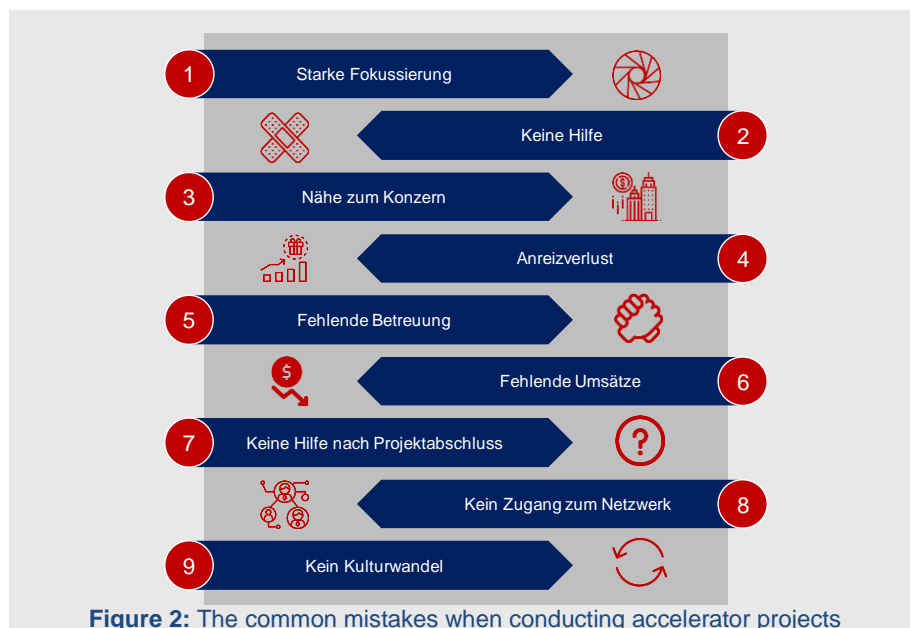 1
Starke Fokussierung
Keine Hilfe
2
3
Nähe zum Konzern
$
Anreizverlust
4
5
Fehlende Betreuung
$
Fehlende Umsätze
6
7
Keine Hilfe nach Projektabschluss
?
Kein Zugang zum Netzwerk
8
9
Kein Kulturwandel
Figure 2: The common mistakes when conducting accelerator projects